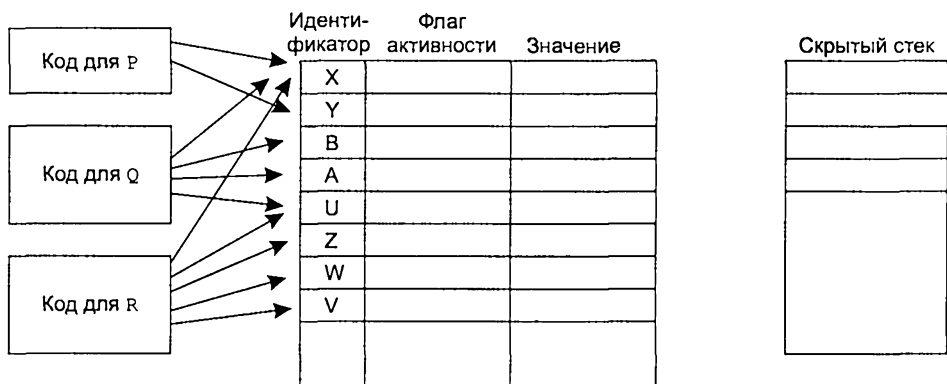 Иденти-
фикатор
Флаг
активности
Значение
Скрытый стек
Код для P
Код для Q
Код для R
X
Y
B
A
U
Z
W
V